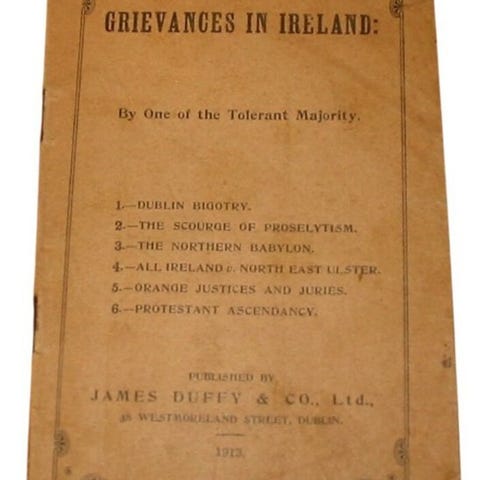 GRIEVANCES IN IRELAND:
By One of the Tolerant Majority.
1.—DUBLIN BIGOTRY.
2.—THE SCOURGE OF PROSELYTISM.
3.—THE NORTHERN BABYLON.
4.—ALL IRELAND v. NORTH EAST ULSTER.
5.—ORANGE JUSTICES AND JURIES.
6.—PROTESTANT ASCENDANCY.
PUBLISHED BY
JAMES DUFFY & CO., Ltd.,
38 WESTMORELAND STREET, DUBLIN.
1913.